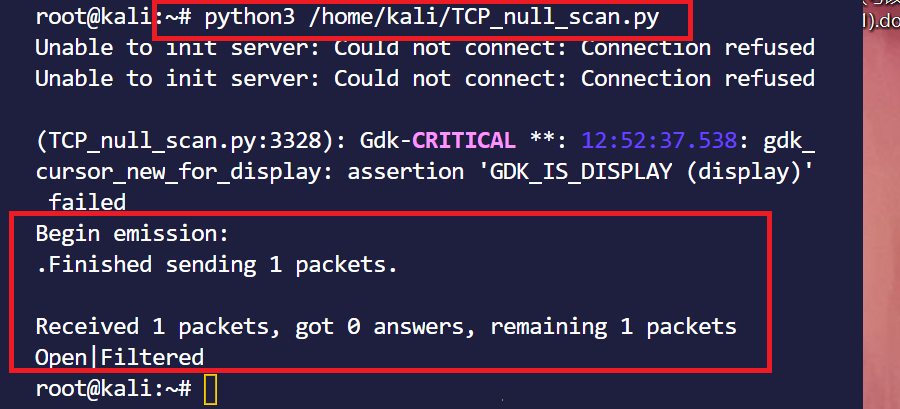 root@kali:~# python3 /home/kali/TCP_null_scan.py
Unable to init server: Could not connect: Connection refused
Unable to init server: Could not connect: Connection refused
(TCP_null_scan.py:3328): Gdk-CRITICAL **: 12:52:37.538: gdk_
cursor_new_for_display: assertion 'GDK_IS_DISPLAY (display)'
failed
Begin emission:
.Finished sending 1 packets.
Received 1 packets, got 0 answers, remaining 1 packets
Open|Filtered
root@kali:~#
1).do